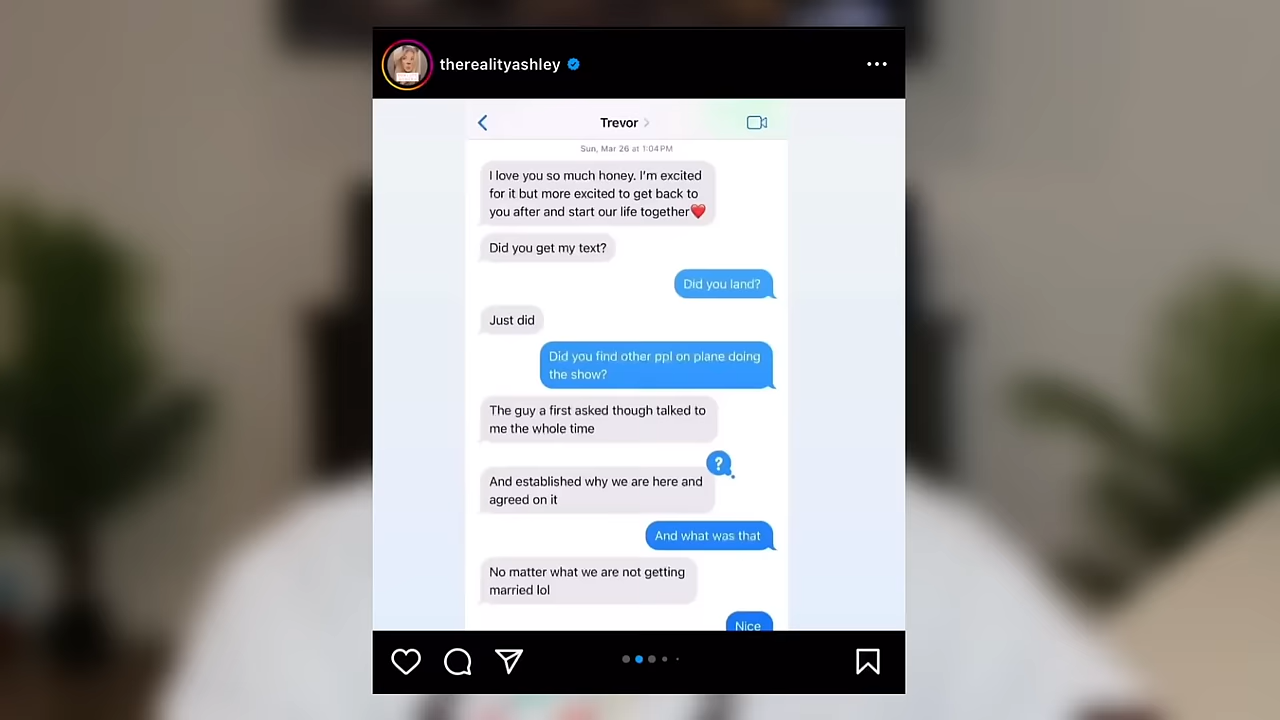 therealityashley
Trevor
Sun, Mar 26 at 1:04 PM
I love you so much honey. I'm excited
for it but more excited to get back to
you after and start our life together❤️
Did you get my text?
Did you land?
Just did
Did you find other ppl on plane doing
the show?
The guy a first asked though talked to
me the whole time
?
And established why we are here and
agreed on it
And what was that
No matter what we are not getting
married lol
Nice